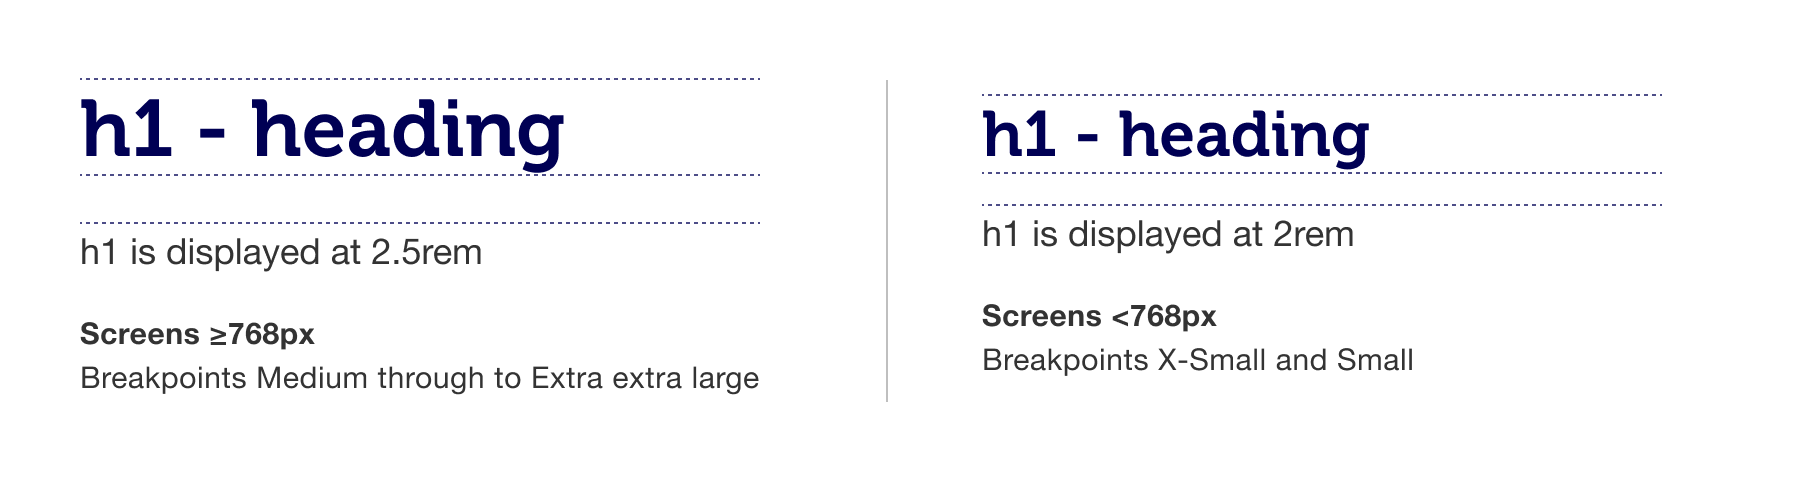 h1 - heading
h1 is displayed at 2.5rem
Screens ≥768px
Breakpoints Medium through to Extra extra large
h1 - heading
h1 is displayed at 2rem
Screens <768px
Breakpoints X-Small and Small